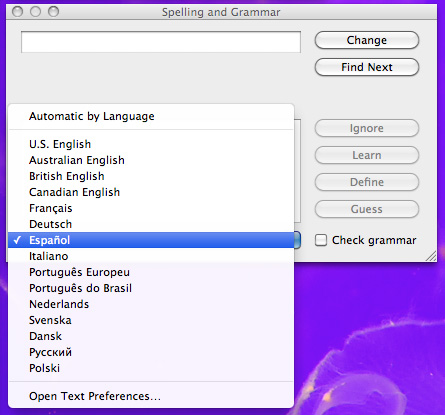 Spelling and Grammar
Change
Find Next
Automatic by Language
U.S. English
Australian English
British English
Canadian English
Français
Deutsch
✓ Español
Italiano
Português Europeu
Português do Brasil
Nederlands
Svenska
Dansk
Русский
Polski
Open Text Preferences...
Ignore
Learn
Define
Guess
Check grammar